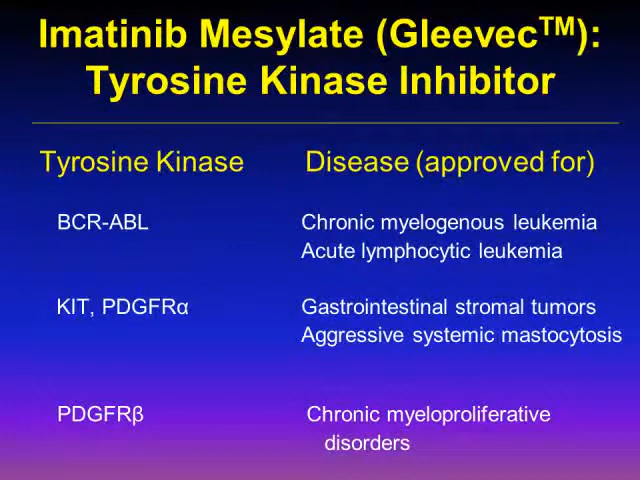 Imatinib Mesylate (Gleevec™):
Tyrosine Kinase Inhibitor
Tyrosine Kinase Disease (approved for)
BCR-ABL Chronic myelogenous leukemia
Acute lymphocytic leukemia
KIT, PDGFRα Gastrointestinal stromal tumors
Aggressive systemic mastocytosis
PDGFRβ Chronic myeloproliferative
disorders